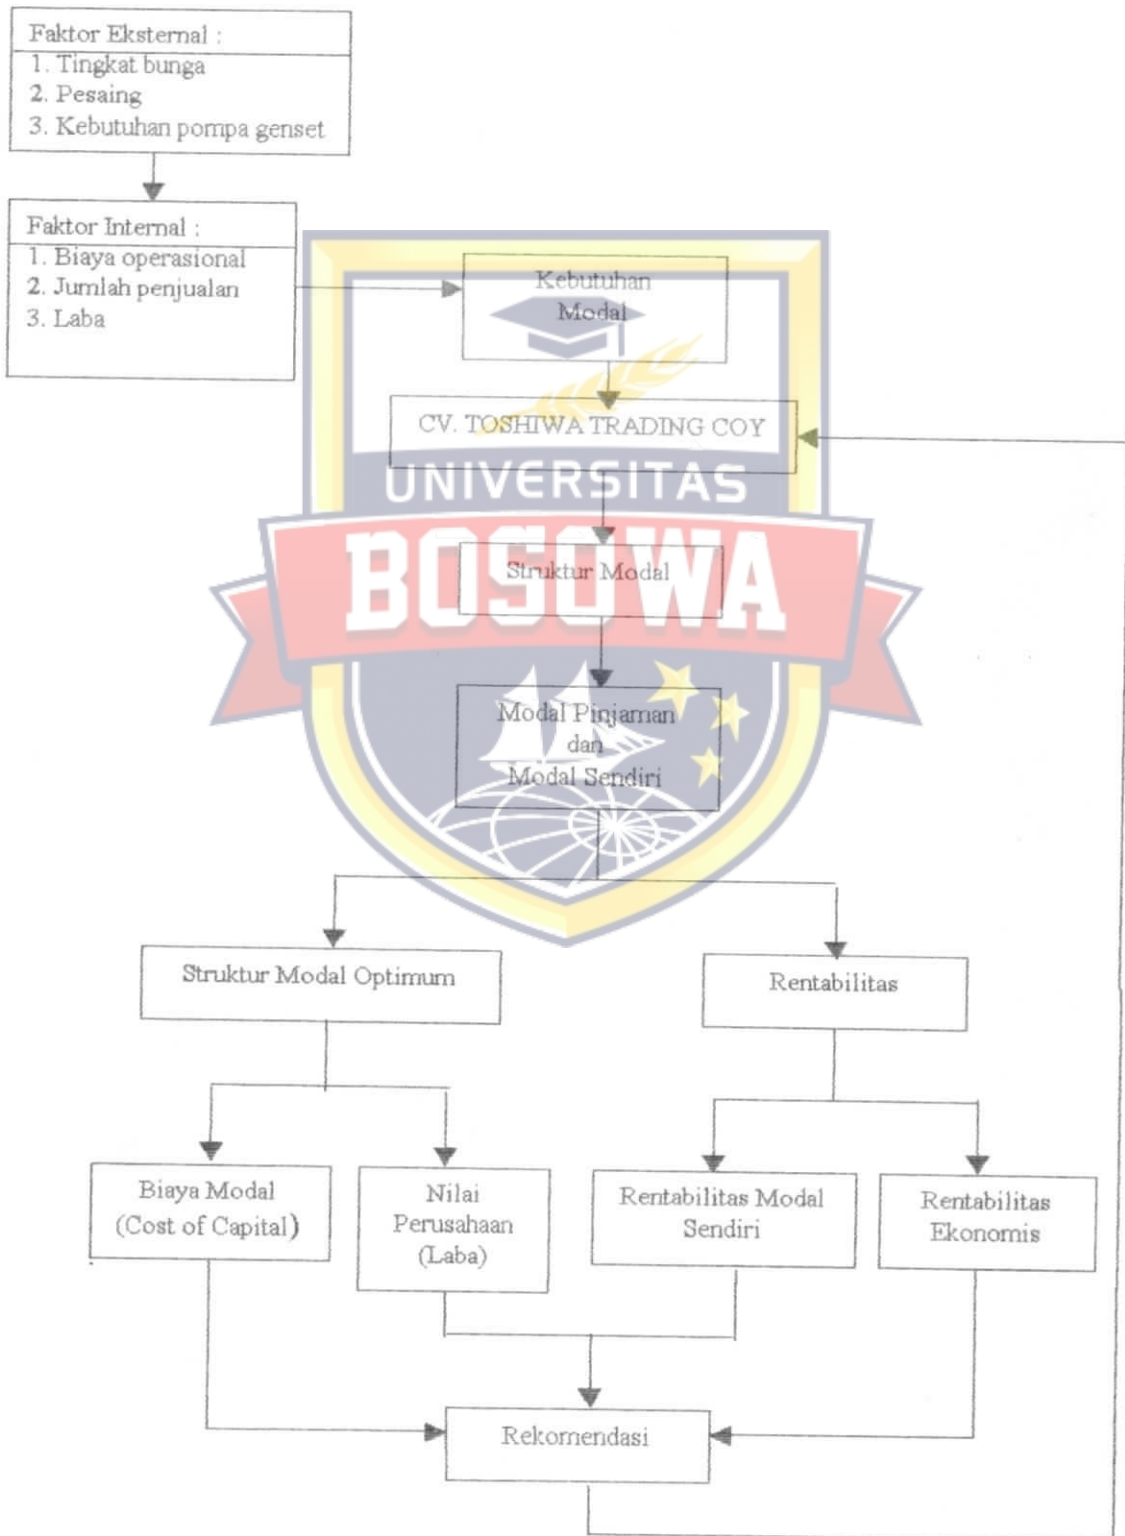 Faktor Eksternal :
1. Tingkat bunga
2. Pesaing
3. Kebutuhan pompa genset
Faktor Internal :
1. Biaya operasional
2. Jumlah penjualan
3. Laba
Kebutuhan
Modal
CV. TOSHIWA TRADING COY
UNIVERSITAS
BOSOWA
Struktur Modal
Modal Pinjaman
dan
Modal Sendiri
Struktur Modal Optimum
Rentabilitas
Biaya Modal
(Cost of Capital)
Nilai
Perusahaan
(Laba)
Rentabilitas Modal
Sendiri
Rentabilitas
Ekonomis
Rekomendasi